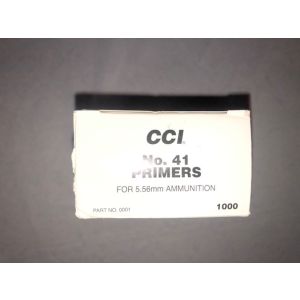 CCI
No. 41
PRIMERS
FOR 5.56mm AMMUNITION
PART NO. 0001
1000